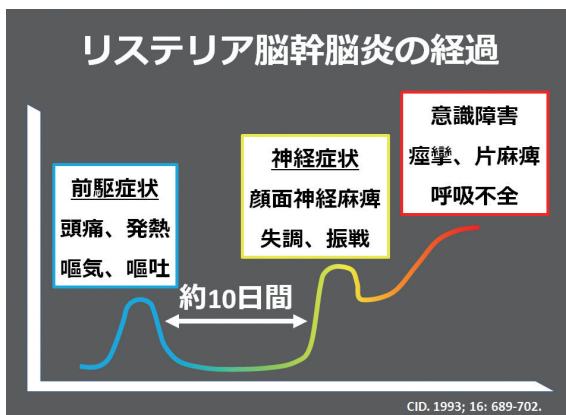 リステリア脳幹脳炎の経過
前駆症状
頭痛、発熱
嘔気、嘔吐
約10日間
神経症状
顔面神経麻痺
失調、振戦
意識障害
痙攣、片麻痺
呼吸不全
CID. 1993; 16: 689-702.